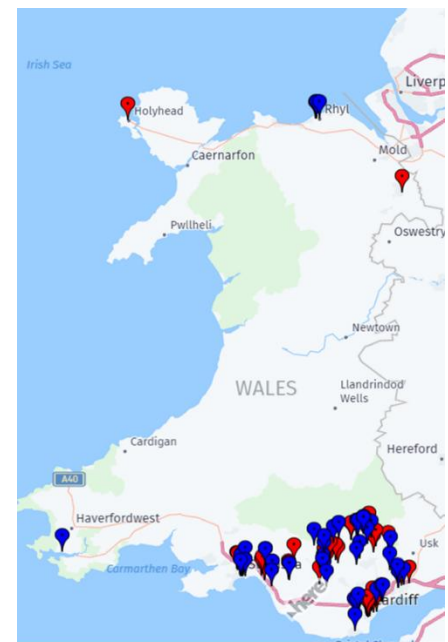 Irish Sea
Liverp
Holyhead
Rhyl
Mold
Caernarfon
Oswestry
Pwllheli
Newtown
WALES
Llandrindod
Wells
Cardigan
Hereford
A40
Haverfordwest
Usk
Carmarthen Bay
here